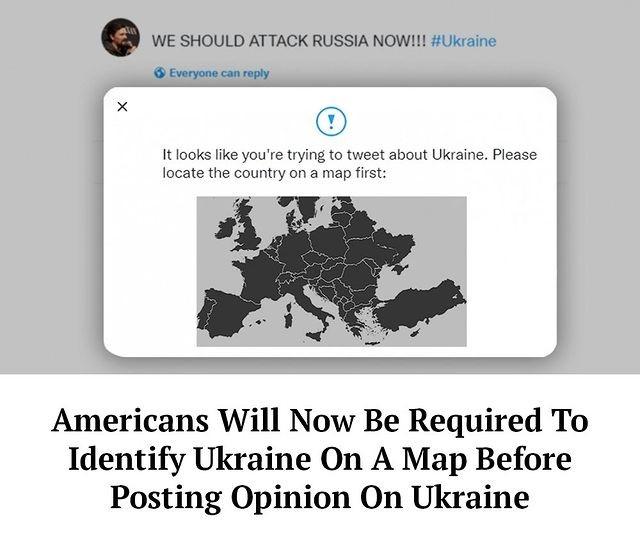 WE SHOULD ATTACK RUSSIA NOW!!! #Ukraine
Everyone can reply
It looks like you're trying to tweet about Ukraine. Please
locate the country on a map first:
Americans Will Now Be Required To
Identify Ukraine On A Map Before
Posting Opinion On Ukraine